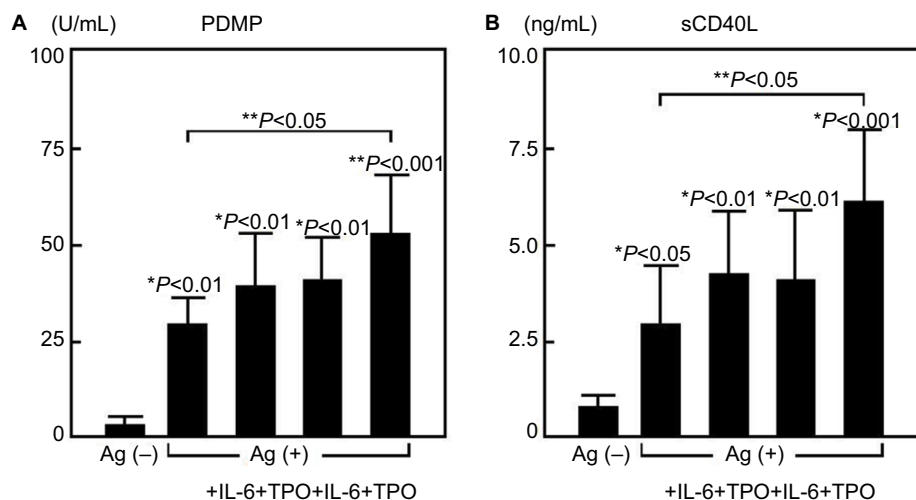 A (U/mL) PDMP
100
75
50
25
0
**P<0.05
**P<0.001
*P<0.01
*P<0.01
*P<0.01
Ag (–) Ag (+)
+IL-6+TPO+IL-6+TPO
B (ng/mL) sCD40L
10.0
7.5
5.0
2.5
0
**P<0.05
*P<0.001
*P<0.01
*P<0.01
*P<0.05
Ag (–) Ag (+)
+IL-6+TPO+IL-6+TPO